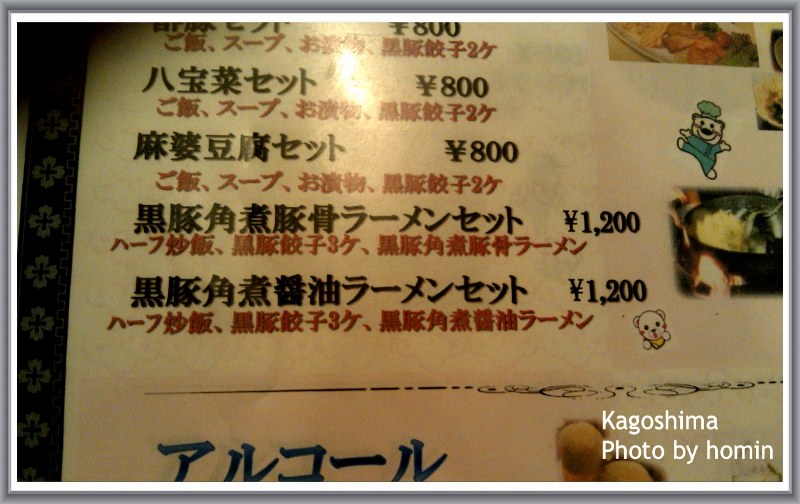 酢豚セット ￥800
ご飯、スープ、お漬物、黒豚餃子2ケ
八宝菜セット ￥800
ご飯、スープ、お漬物、黒豚餃子2ケ
麻婆豆腐セット ￥800
ご飯、スープ、お漬物、黒豚餃子2ケ
黒豚角煮豚骨ラーメンセット ￥1,200
ハーフ炒飯、黒豚餃子3ケ、黒豚角煮豚骨ラーメン
黒豚角煮醤油ラーメンセット ￥1,200
ハーフ炒飯、黒豚餃子3ケ、黒豚角煮醤油ラーメン
アルコール
Kagoshima
Photo by homin